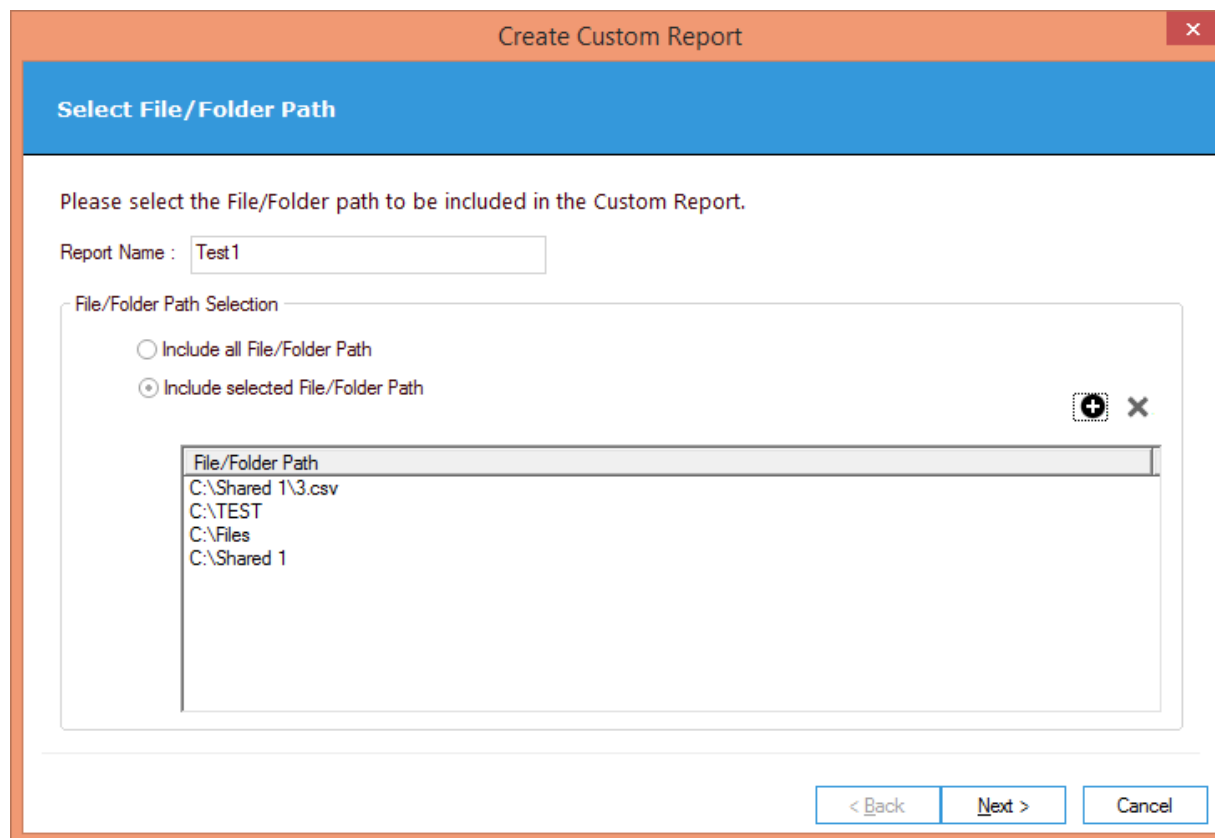 Create Custom Report
Select File/Folder Path
Please select the File/Folder path to be included in the Custom Report.
Report Name : Test1
File/Folder Path Selection
Include all File/Folder Path
Include selected File/Folder Path
File/Folder Path
C:\Shared 1\3.csv
C:\TEST
C:\Files
C:\Shared 1
< Back Next > Cancel